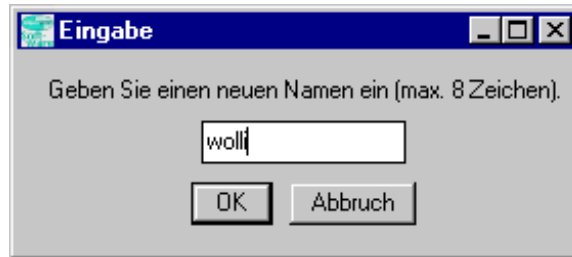 Eingabe
Geben Sie einen neuen Namen ein (max. 8 Zeichen).
wolli
OK Abbruch